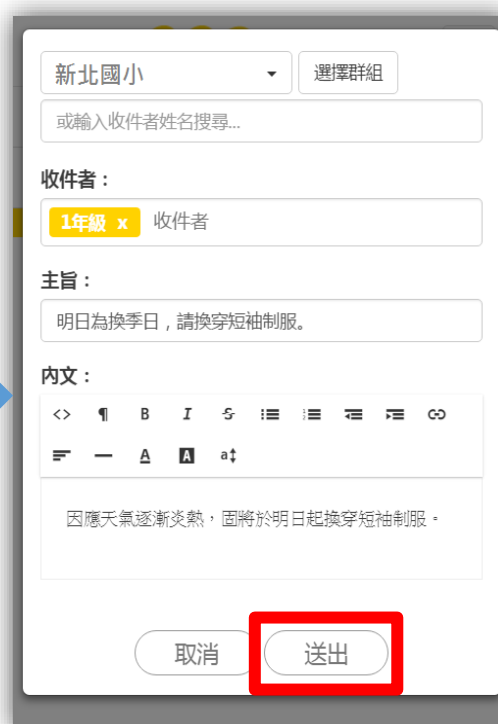 新北國小 選擇群組
或輸入收件者姓名搜尋...
收件者：
1年級 x 收件者
主旨：
明日為換季日，請換穿短袖制服。
內文：
<> ¶ B I S
A A a↕
因應天氣逐漸炎熱，固將於明日起換穿短袖制服。
取消 送出